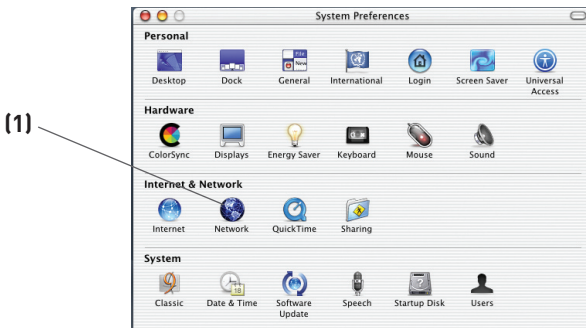 System Preferences
Personal
Desktop Dock General International Login Screen Saver Universal Access
(1)
Hardware
ColorSync Displays Energy Saver Keyboard Mouse Sound
Internet & Network
Internet Network QuickTime Sharing
System
Classic Date & Time Software Update Speech Startup Disk Users